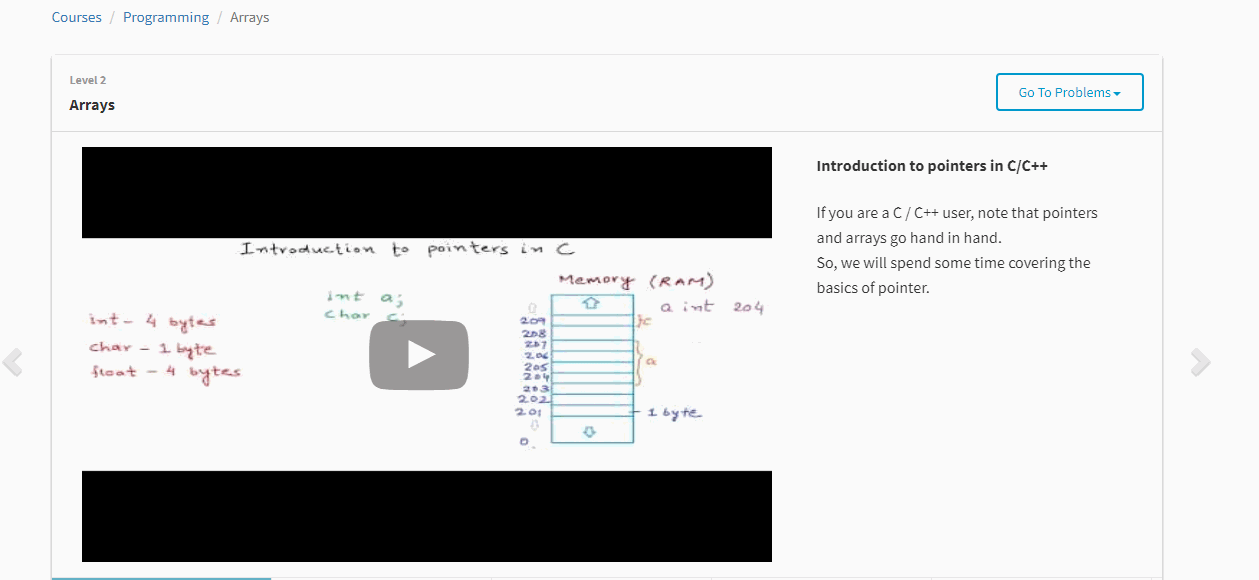 Courses / Programming / Arrays
Level 2
Arrays
Go To Problems
Introduction to pointers in C
int a;
char c;
int - 4 bytes
char - 1 byte
float - 4 bytes
Memory (RAM)
a int 204
209
208
207
206
205
204
203
202
201
0
}c
}a
1 byte
Introduction to pointers in C/C++
If you are a C / C++ user, note that pointers
and arrays go hand in hand.
So, we will spend some time covering the
basics of pointer.